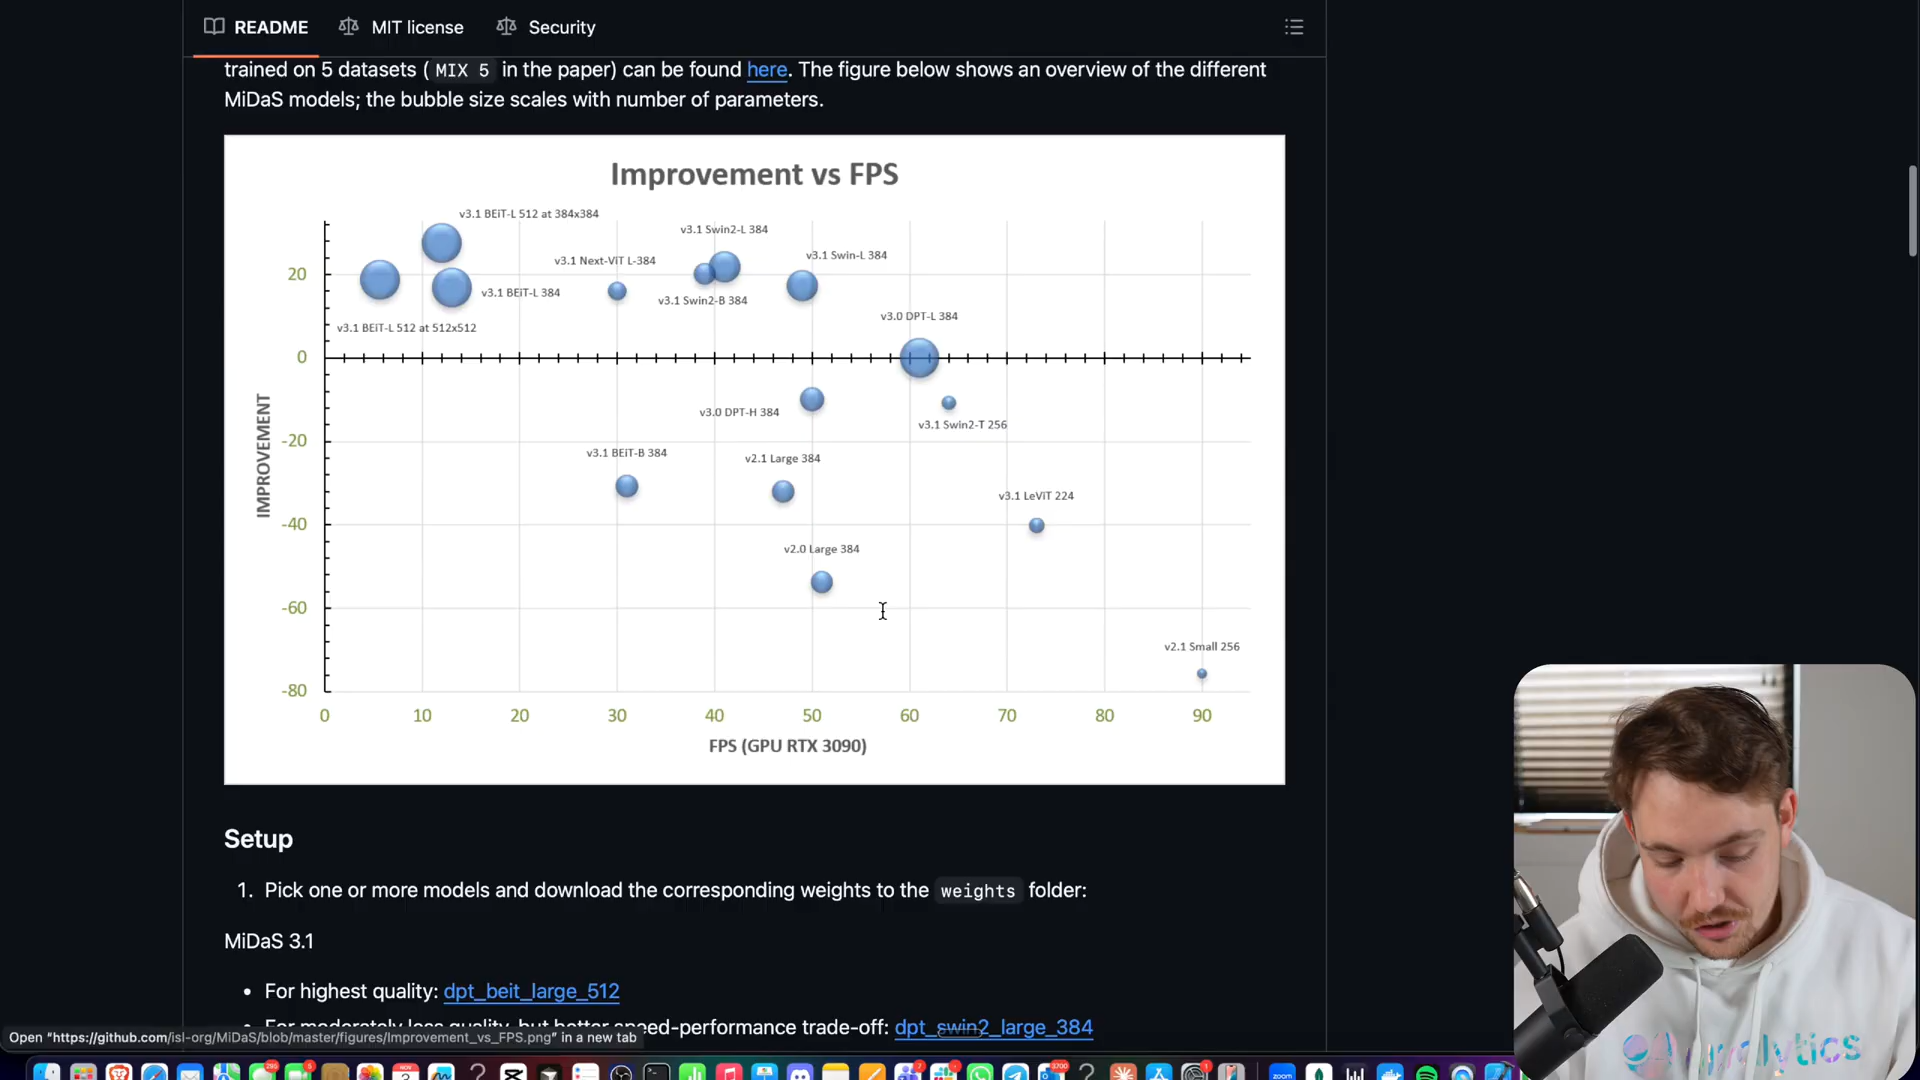 README
MIT license
Security
trained on 5 datasets ( MIX 5 in the paper) can be found here. The figure below shows an overview of the different
MiDaS models; the bubble size scales with number of parameters.
Improvement vs FPS
v3.1 BEiT-L 512 at 384x384
v3.1 Swin2-L 384
v3.1 Swin-L 384
v3.1 Next-ViT L-384
v3.1 BEiT-L 384
v3.1 Swin2-B 384
v3.1 BEiT-L 512 at 512x512
v3.0 DPT-L 384
v3.0 DPT-H 384
v3.1 Swin2-T 256
v3.1 BEiT-B 384
v2.1 Large 384
v3.1 LeViT 224
v2.0 Large 384
v2.1 Small 256
IMPROVEMENT
20
0
-20
-40
-60
-80
0 10 20 30 40 50 60 70 80 90
FPS (GPU RTX 3090)
Setup
1. Pick one or more models and download the corresponding weights to the weights folder:
MiDaS 3.1
• For highest quality: dpt_beit_large_512
• For moderately less quality, but better speed-performance trade-off: dpt_swin2_large_384
Open "https://github.com/isl-org/MiDaS/blob/master/figures/Improvement_vs_FPS.png" in a new tab